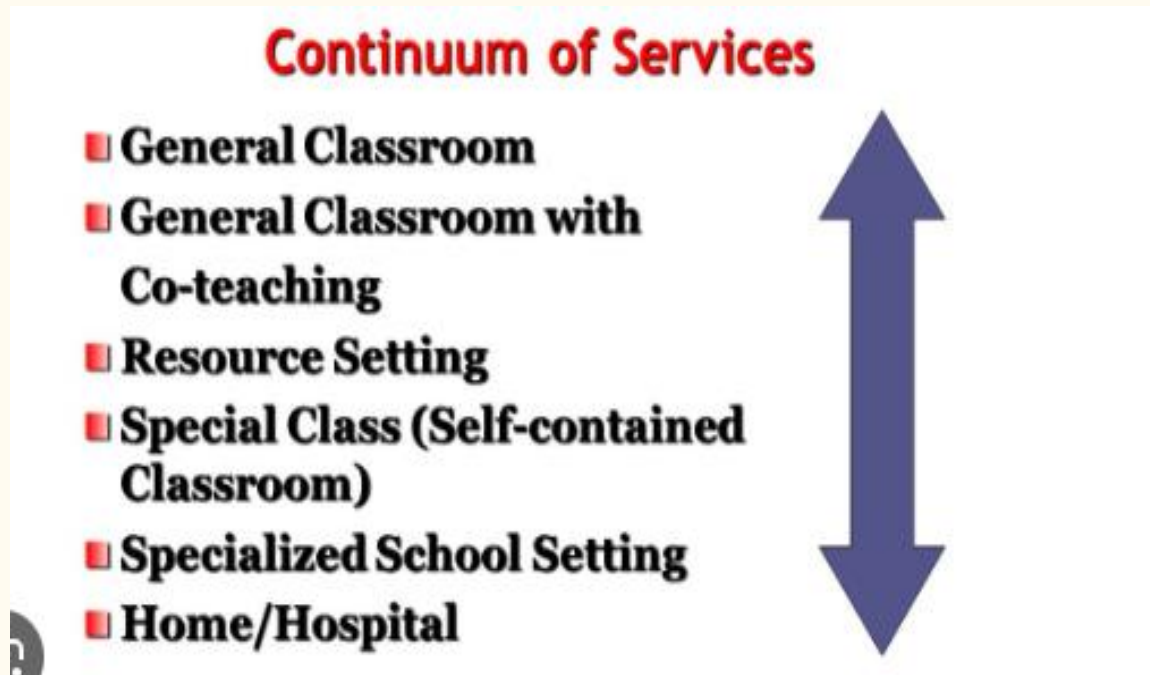 Continuum of Services
General Classroom
General Classroom with
Co-teaching
Resource Setting
Special Class (Self-contained
Classroom)
Specialized School Setting
Home/Hospital